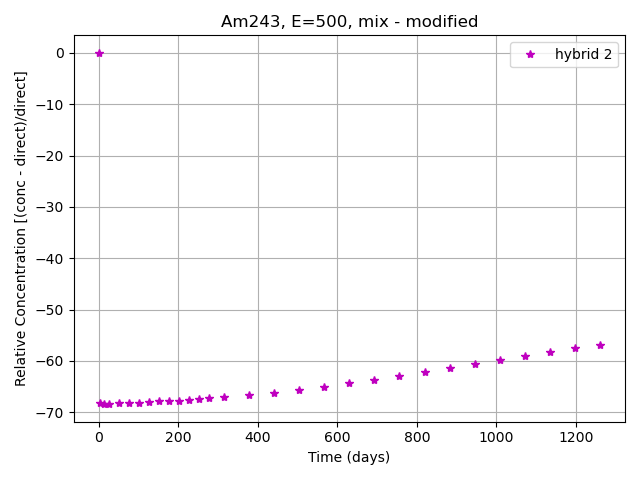 Am243, E=500, mix - modified
hybrid 2
Relative Concentration [(conc - direct)/direct]
0
−10
−20
−30
−40
−50
−60
−70
0 200 400 600 800 1000 1200
Time (days)